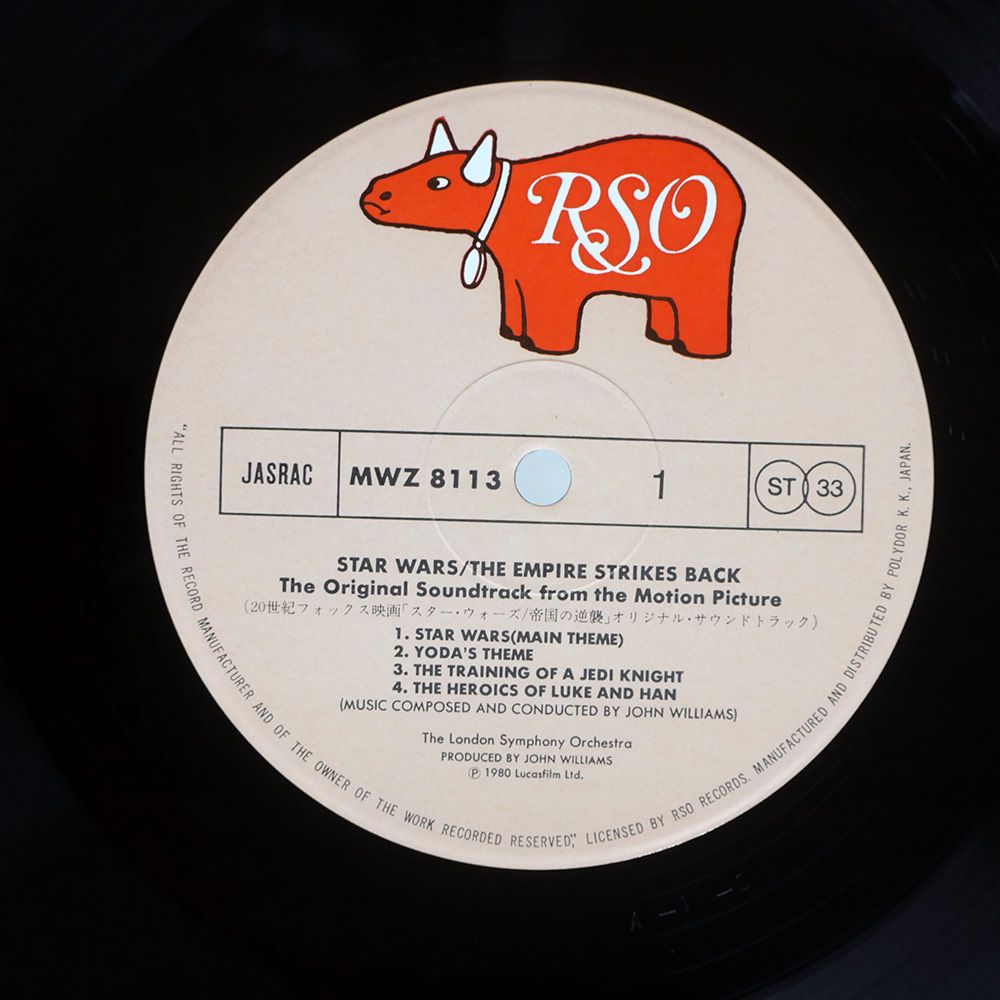 RSO
JASRAC
MWZ 8113
1
ST 33
STAR WARS/THE EMPIRE STRIKES BACK
The Original Soundtrack from the Motion Picture
(20世紀フォックス映画「スター・ウォーズ/帝国の逆襲」オリジナル・サウンドトラック)
1. STAR WARS(MAIN THEME)
2. YODA'S THEME
3. THE TRAINING OF A JEDI KNIGHT
4. THE HEROICS OF LUKE AND HAN
(MUSIC COMPOSED AND CONDUCTED BY JOHN WILLIAMS)
The London Symphony Orchestra
PRODUCED BY JOHN WILLIAMS
Ⓟ 1980 Lucasfilm Ltd.
"ALL RIGHTS OF THE RECORD MANUFACTURER AND OF THE OWNER OF THE WORK RECORDED RESERVED", LICENSED BY RSO RECORDS. MANUFACTURED AND DISTRIBUTED BY POLYDOR K. K., JAPAN.